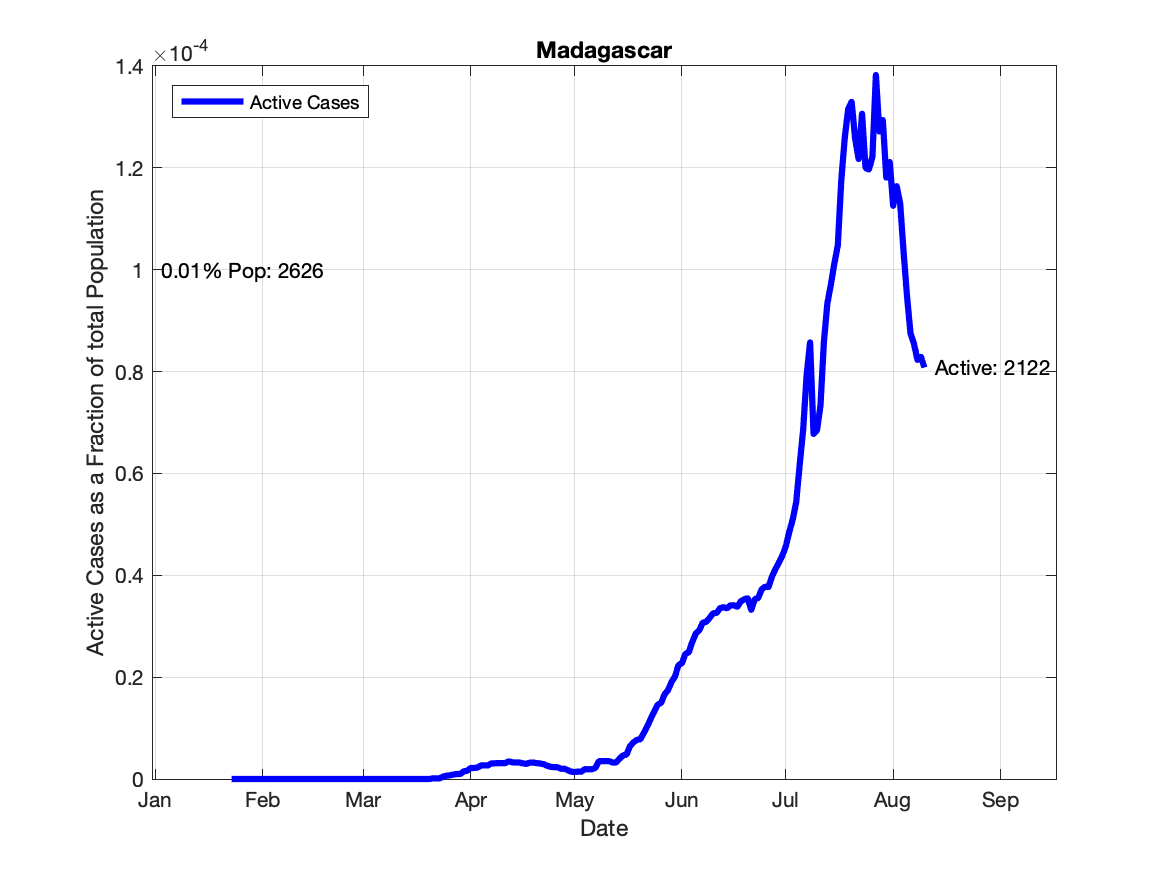 Madagascar
×10-4
Active Cases
1.4
1.2
1
0.8
0.6
0.4
0.2
0
0.01% Pop: 2626
Active: 2122
Active Cases as a Fraction of total Population
Jan Feb Mar Apr May Jun Jul Aug Sep
Date